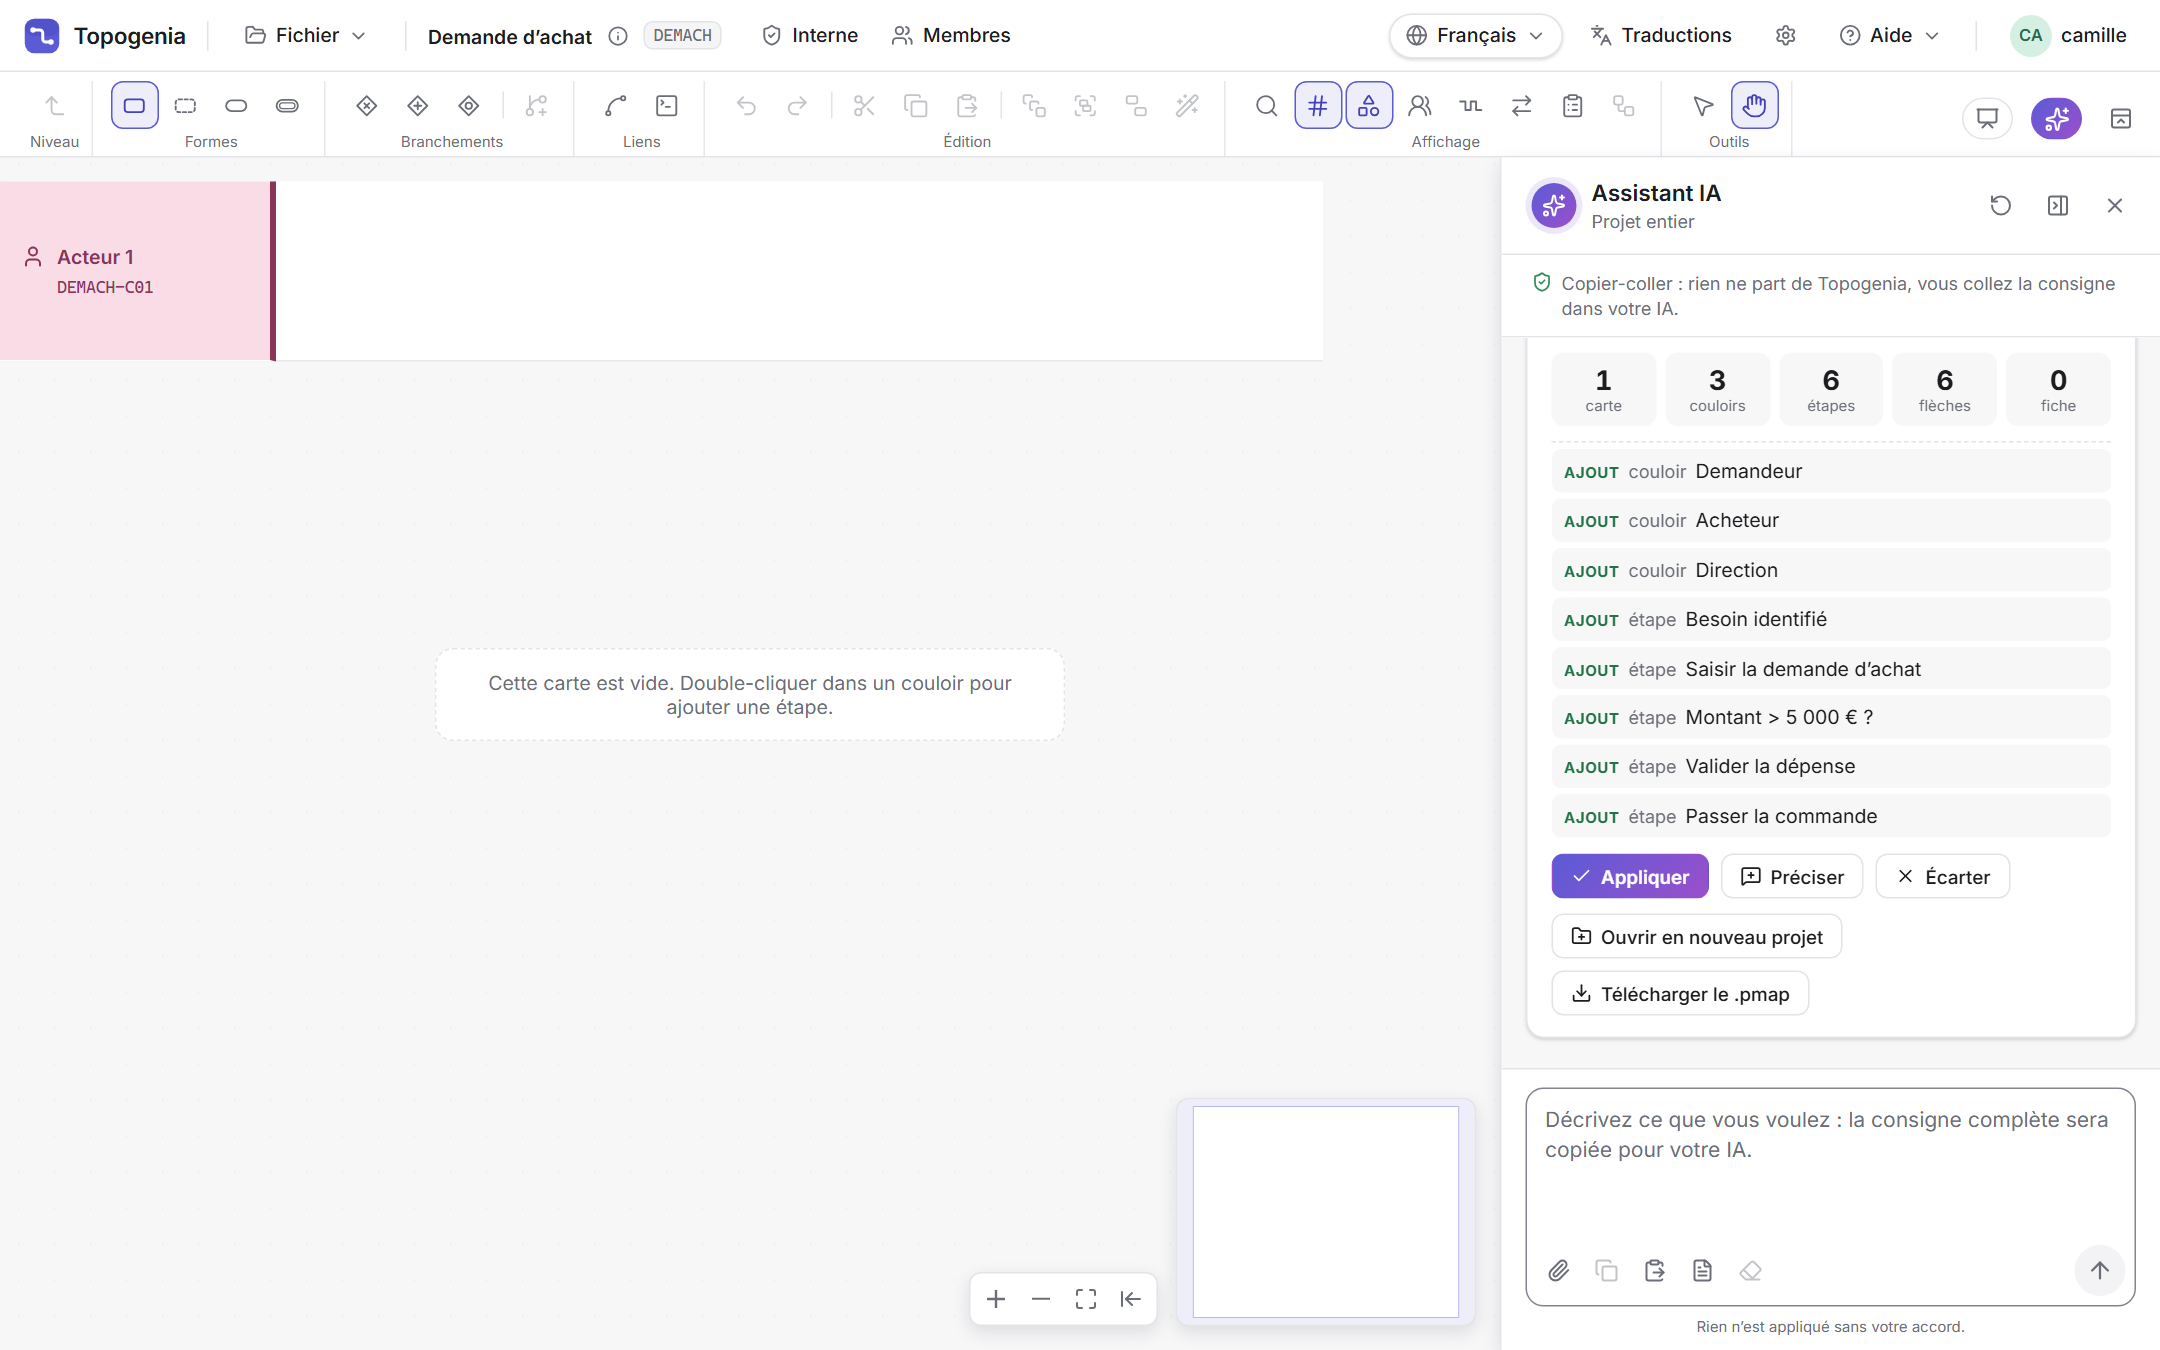 Topogenia
Fichier
Demande d’achat
DEMACH
Interne
Membres
Français
Traductions
Aide
CA
camille
Niveau
Formes
Branchements
Liens
Édition
Affichage
Outils
Acteur 1
DEMACH-C01
Cette carte est vide. Double-cliquer dans un couloir pour
ajouter une étape.
Assistant IA
Projet entier
Copier-coller : rien ne part de Topogenia, vous collez la consigne
dans votre IA.
1
carte
3
couloirs
6
étapes
6
flèches
0
fiche
AJOUT couloir Demandeur
AJOUT couloir Acheteur
AJOUT couloir Direction
AJOUT étape Besoin identifié
AJOUT étape Saisir la demande d’achat
AJOUT étape Montant > 5 000 € ?
AJOUT étape Valider la dépense
AJOUT étape Passer la commande
Appliquer
Préciser
Écarter
Ouvrir en nouveau projet
Télécharger le .pmap
Décrivez ce que vous voulez : la consigne complète sera
copiée pour votre IA.
Rien n’est appliqué sans votre accord.